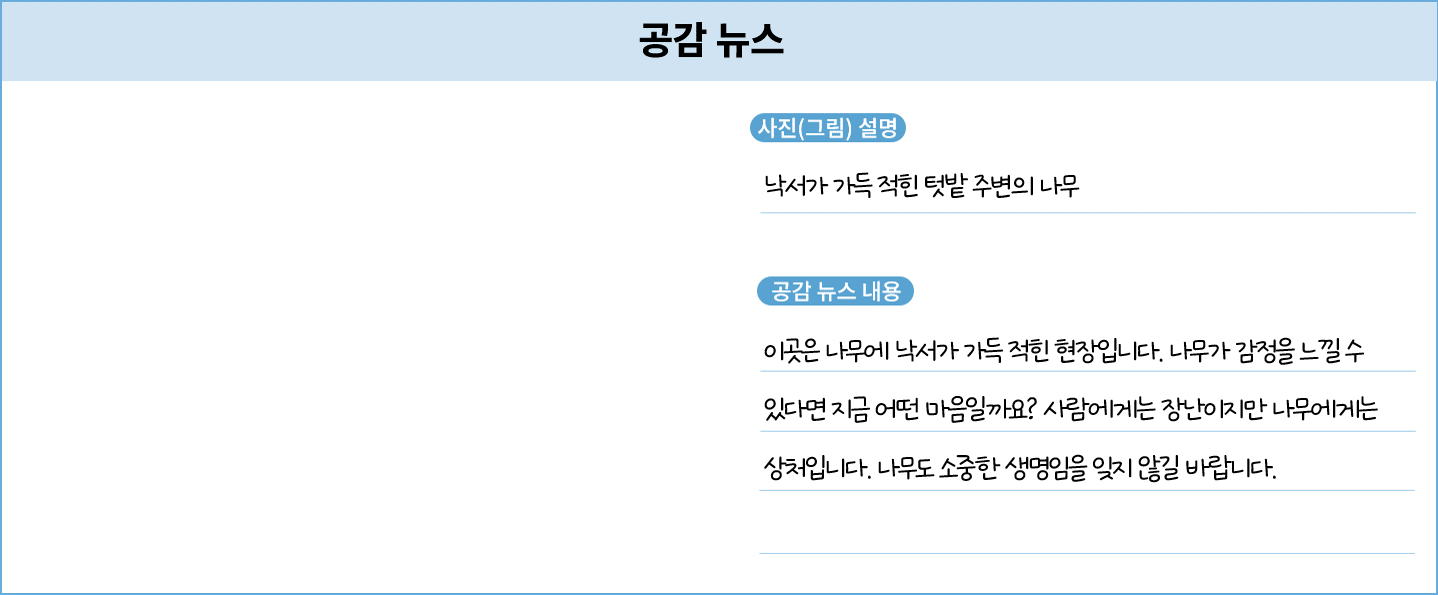 공감 뉴스
사진(그림) 설명
낙서가 가득 적힌 텃밭 주변의 나무
공감 뉴스 내용
이곳은 나무에 낙서가 가득 적힌 현장입니다. 나무가 감정을 느낄 수
있다면 지금 어떤 마음일까요? 사람에게는 장난이지만 나무에게는
상처입니다. 나무도 소중한 생명임을 잊지 않길 바랍니다.